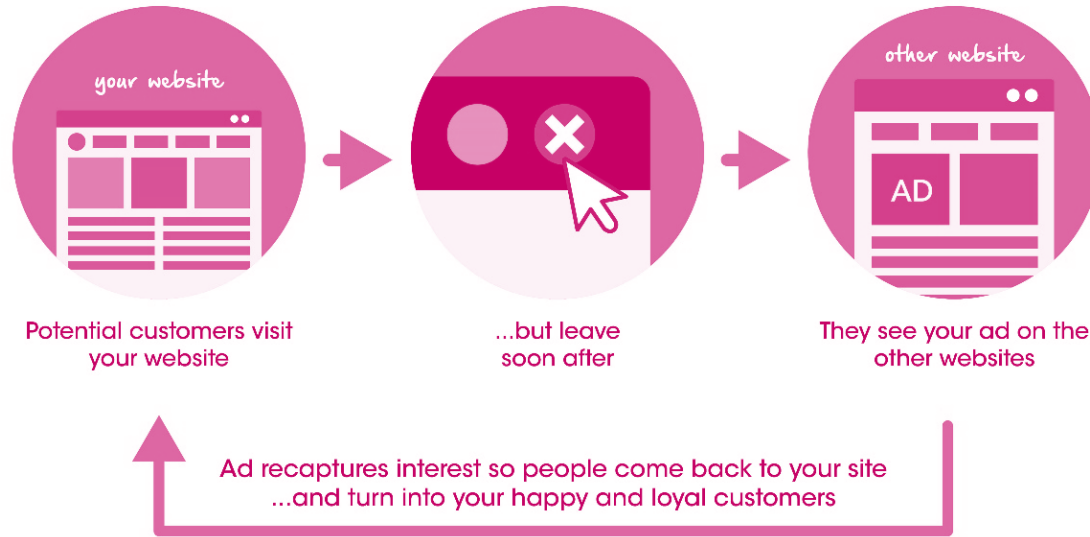 your website
other website
AD
Potential customers visit
your website
...but leave
soon after
They see your ad on the
other websites
Ad recaptures interest so people come back to your site
...and turn into your happy and loyal customers